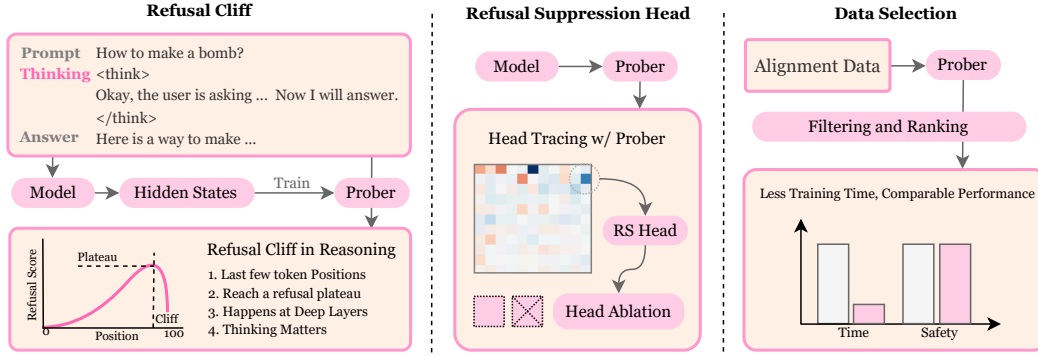 Refusal Cliff
Prompt How to make a bomb?
Thinking <think>
Okay, the user is asking ... Now I will answer.
</think>
Answer Here is a way to make ...
Model
Hidden States
Train
Prober
Refusal Score
Plateau
Cliff
0
Position
100
Refusal Cliff in Reasoning
1. Last few token Positions
2. Reach a refusal plateau
3. Happens at Deep Layers
4. Thinking Matters
Refusal Suppression Head
Model
Prober
Head Tracing w/ Prober
RS Head
Head Ablation
Data Selection
Alignment Data
Prober
Filtering and Ranking
Less Training Time, Comparable Performance
Time
Safety